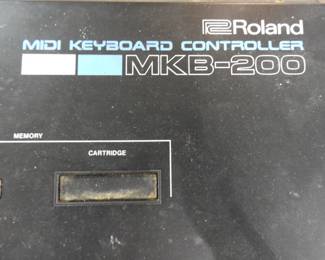 Roland
MIDI KEYBOARD CONTROLLER
MKB-200
MEMORY
CARTRIDGE